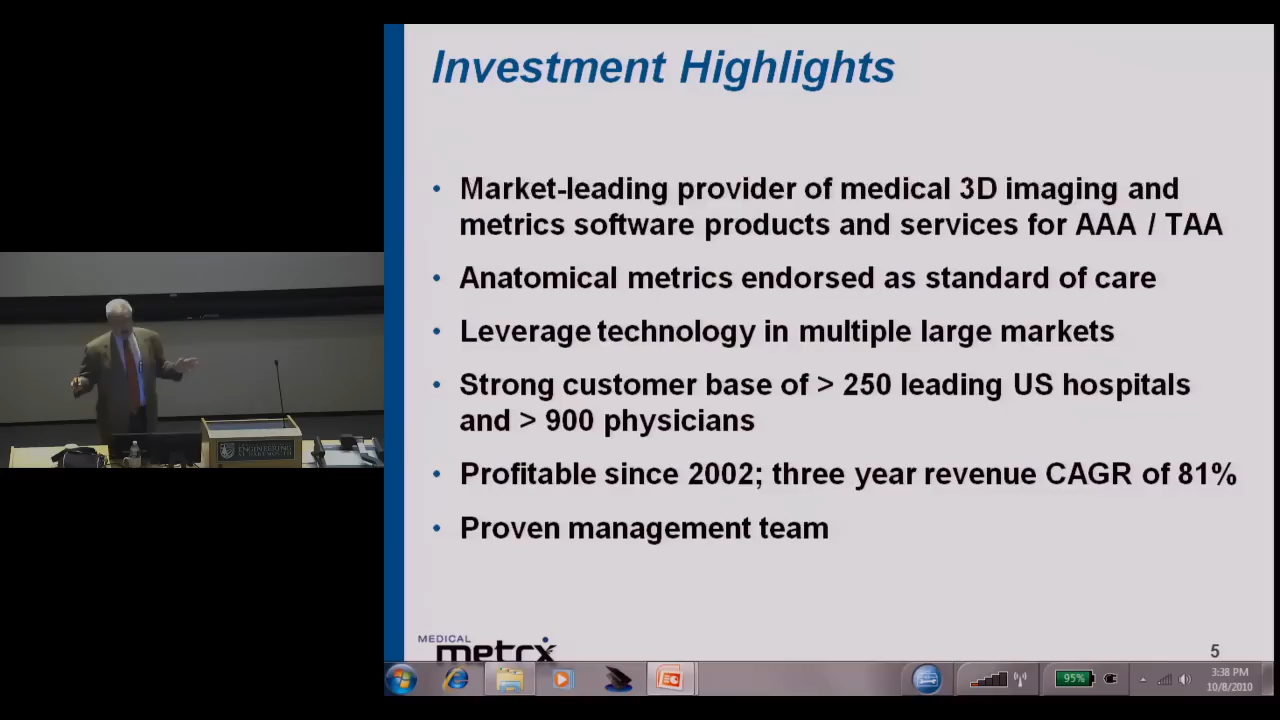 Investment Highlights
• Market-leading provider of medical 3D imaging and
metrics software products and services for AAA / TAA
• Anatomical metrics endorsed as standard of care
• Leverage technology in multiple large markets
• Strong customer base of > 250 leading US hospitals
and > 900 physicians
• Profitable since 2002; three year revenue CAGR of 81%
• Proven management team
MEDICAL
metrx
5
95%
3:38 PM
10/8/2010
ENGINEERING
AT DARTMOUTH